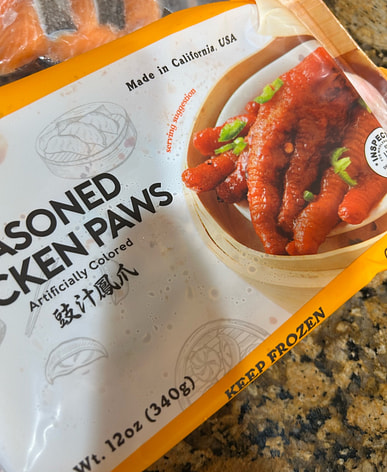 Made in California, USA
serving suggestion
INSPEC
ASONED
CKEN PAWS
Artificially Colored
豉汁鳳爪
KEEP FROZEN
Wt. 12oz (340g)